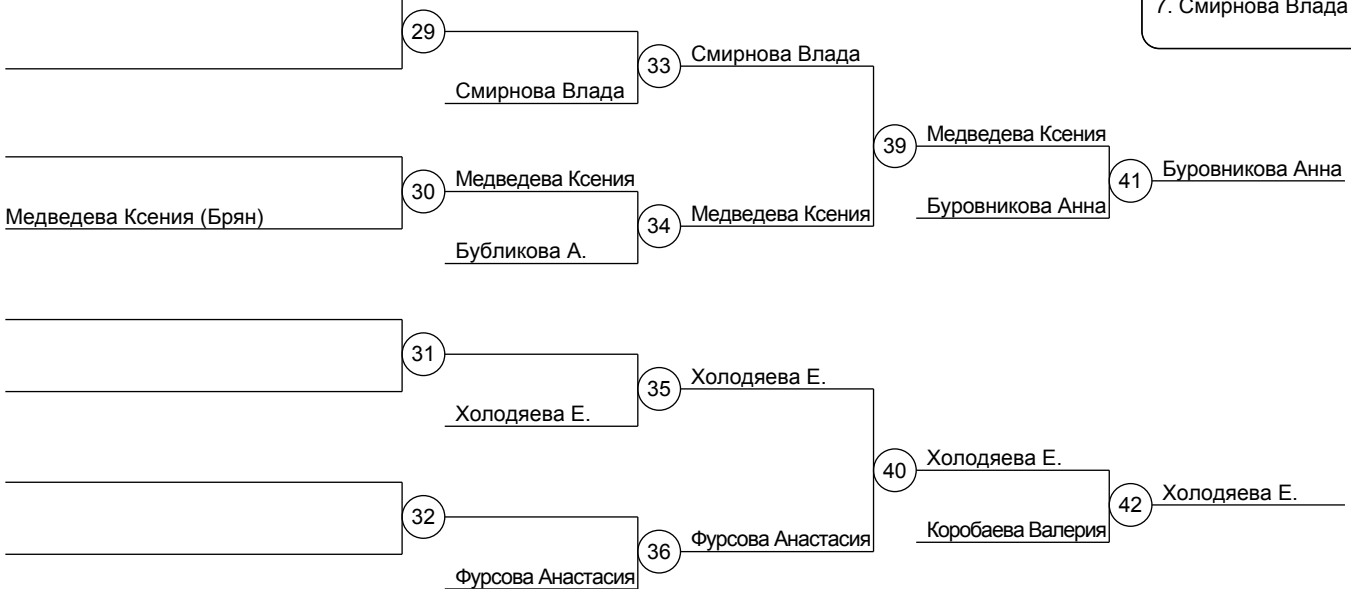 7. Смирнова Влада
29
33
Смирнова Влада
Смирнова Влада
39
Медведева Ксения
41
Буровникова Анна
30
Медведева Ксения
Медведева Ксения (Брян)
34
Медведева Ксения
Буровникова Анна
Бубликова А.
31
35
Холодяева Е.
Холодяева Е.
40
Холодяева Е.
42
Холодяева Е.
32
36
Фурсова Анастасия
Коробаева Валерия
Фурсова Анастасия